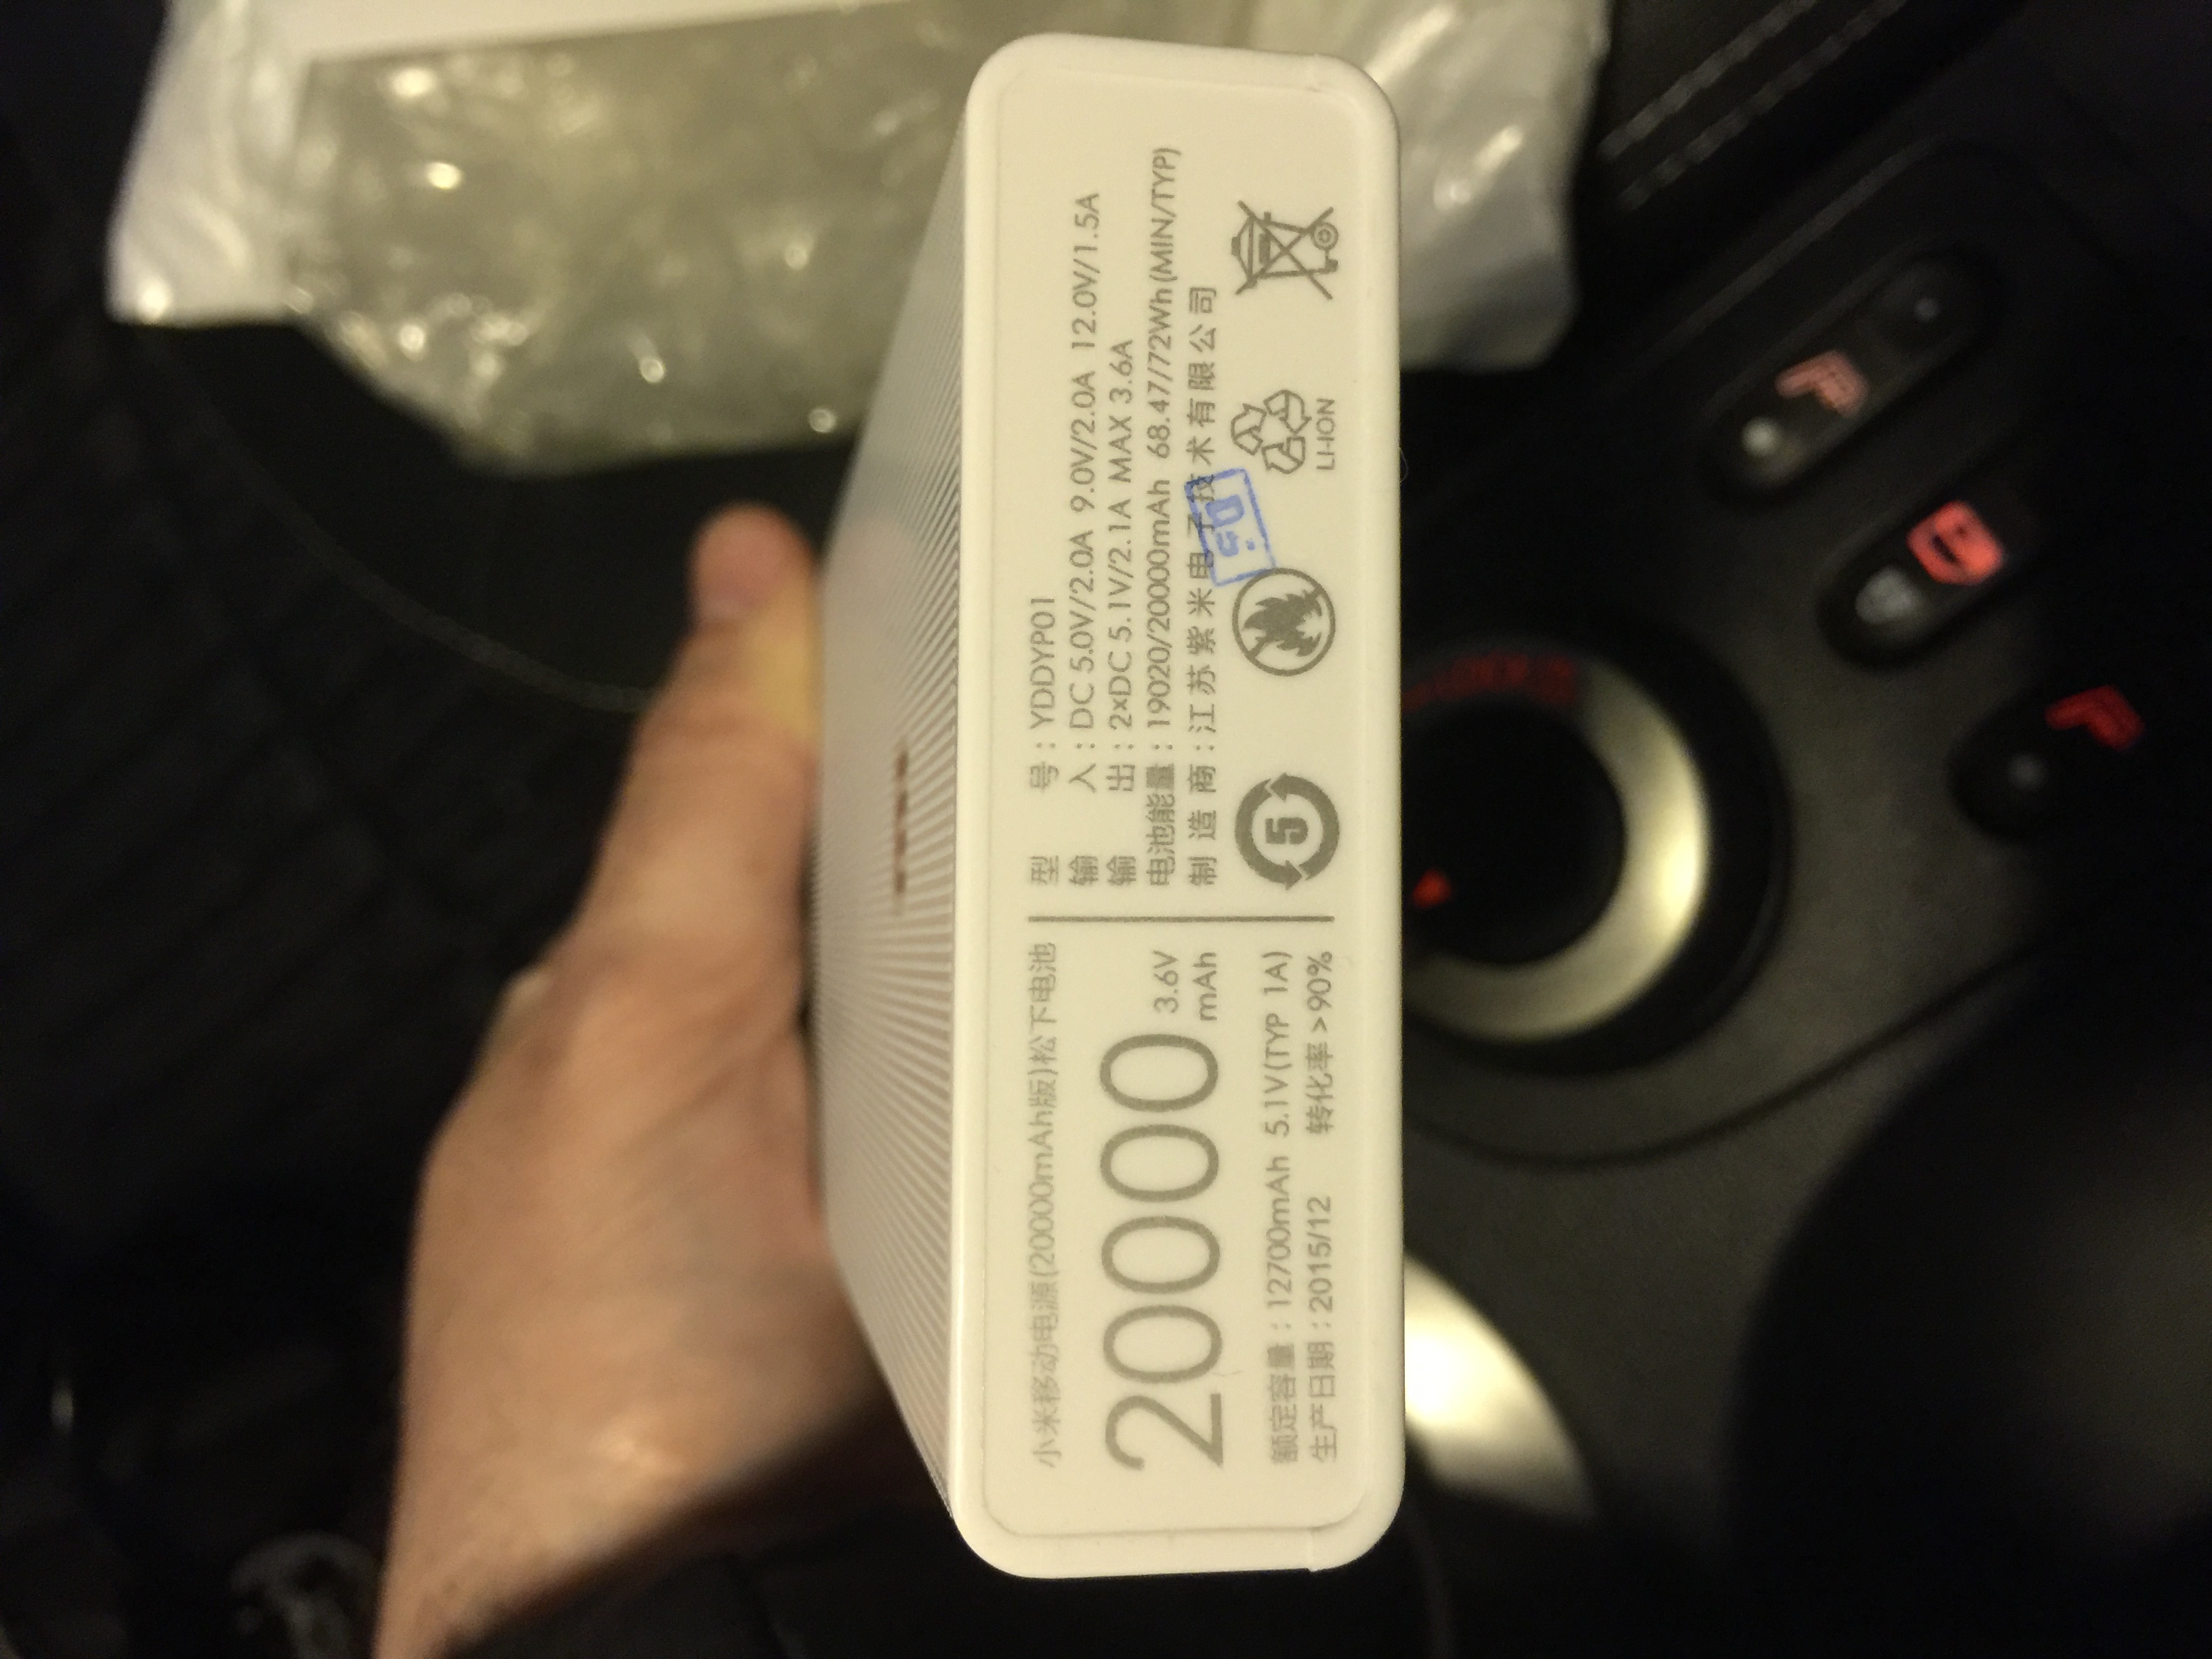 小米移动电源(20000mAh版)松下电池
20000
3.6V
mAh
额定容量：12700mAh 5.1V(TYP 1A)
生产日期：2015/12 转化率>90%
型 号：YDDYP01
输 入：DC 5.0V/2.0A 9.0V/2.0A 12.0V/1.5A
输 出：2×DC 5.1V/2.1A MAX 3.6A
电池能量：19020/20000mAh 68.47/72Wh(MIN/TYP)
制 造 商：江苏紫米电子技术有限公司
5
LI-ION